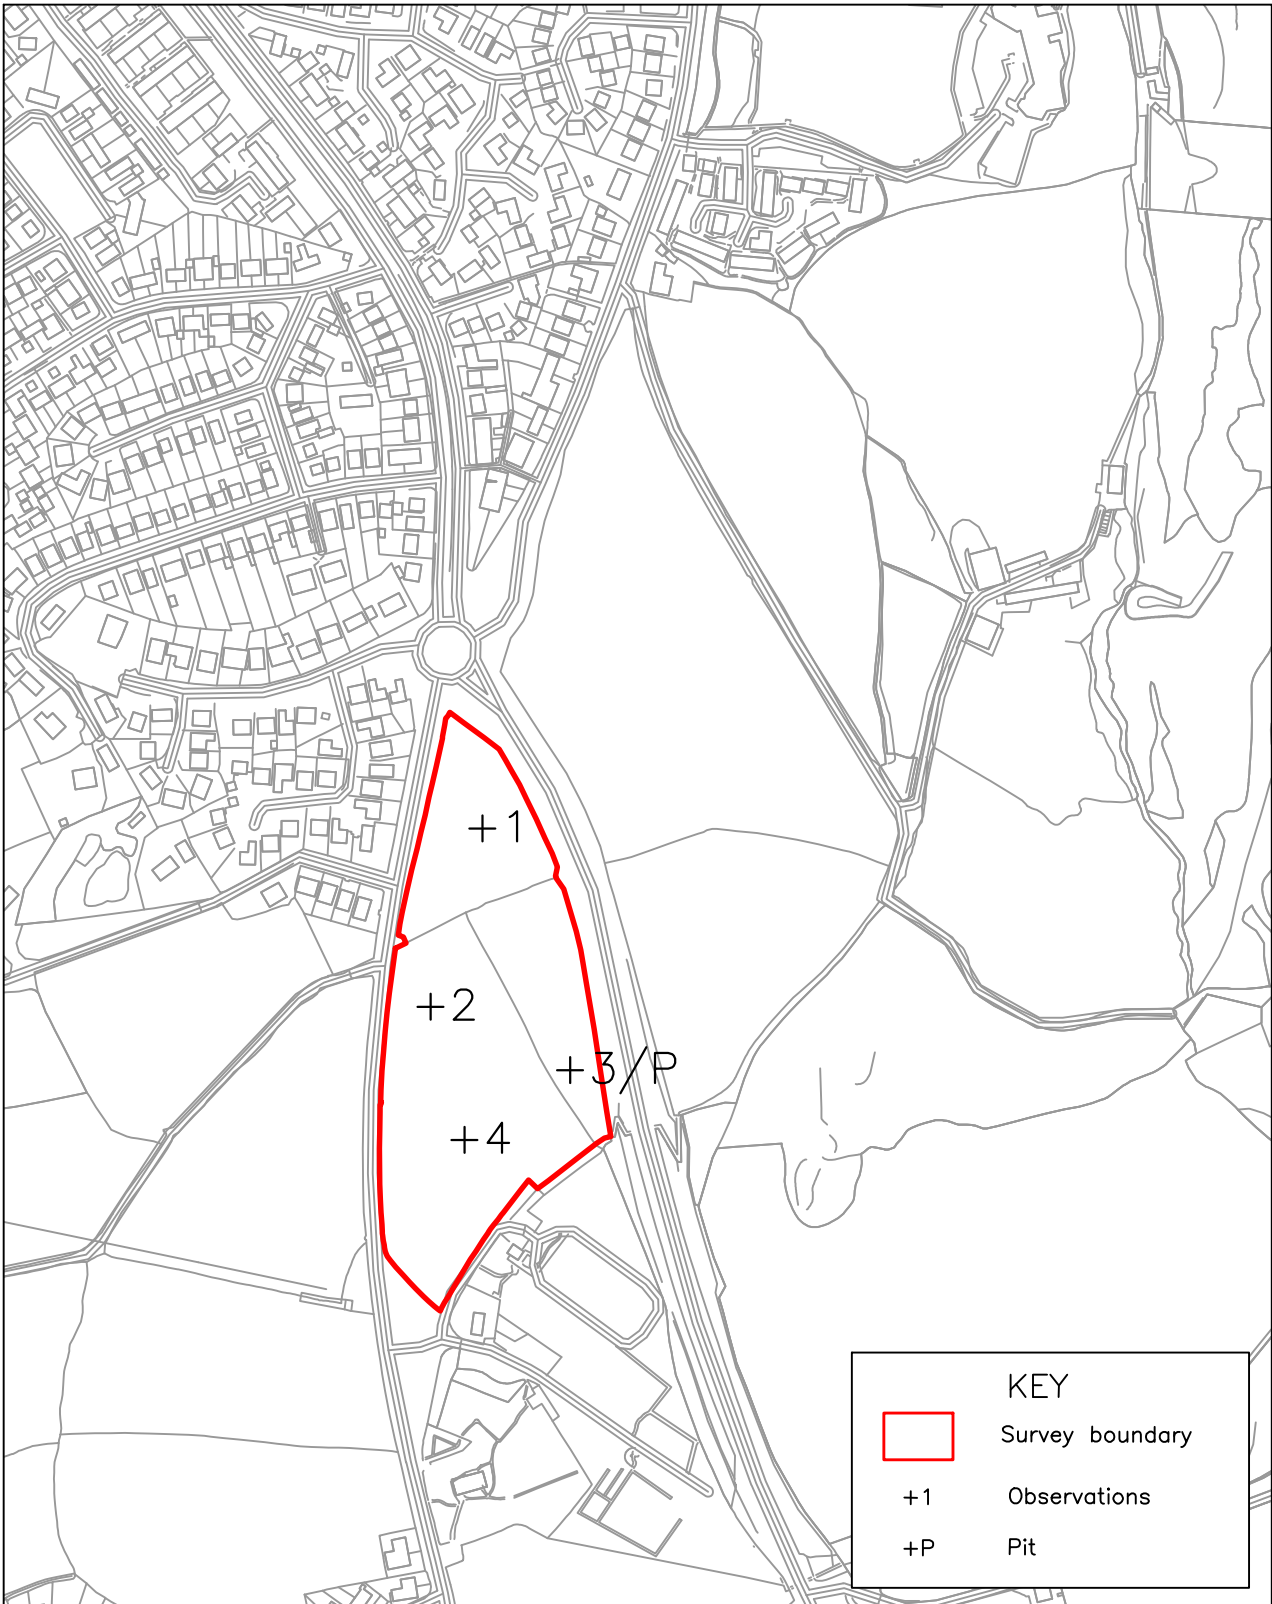 +1
+2
+3/P
+4
KEY
Survey boundary
+1 Observations
+P Pit